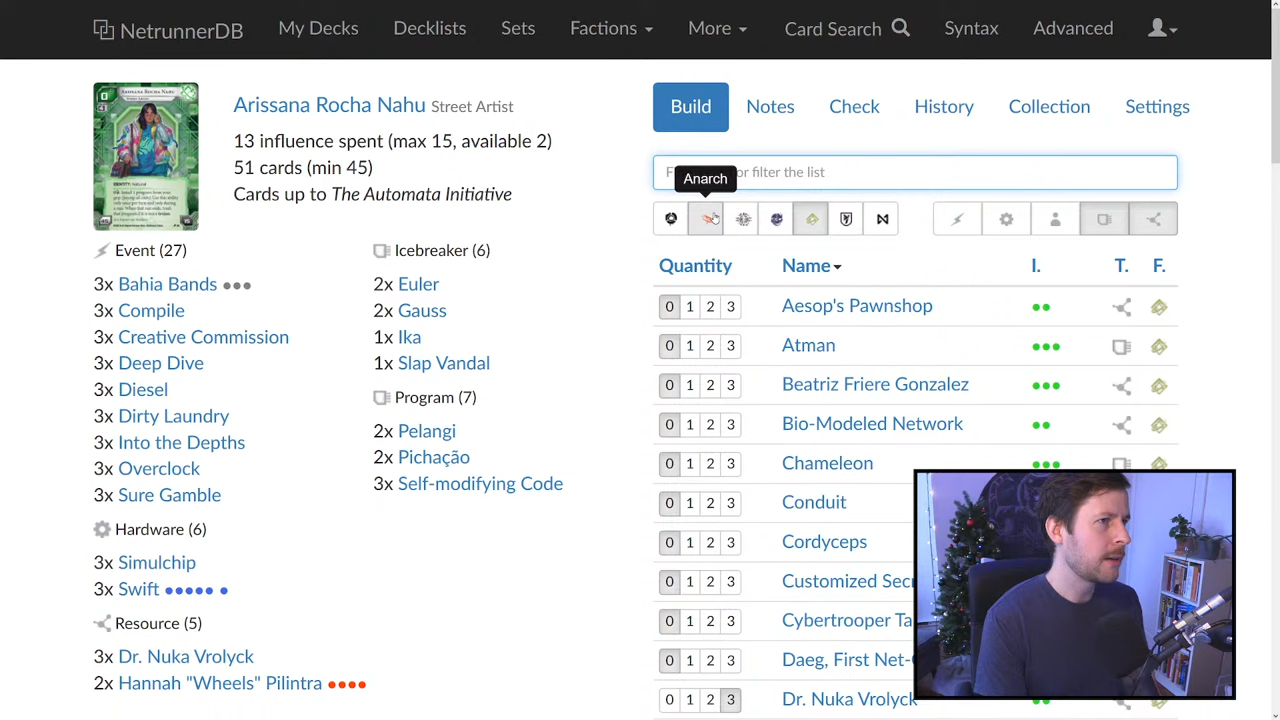 NetrunnerDB My Decks Decklists Sets Factions More Card Search Syntax Advanced
Arissana Rocha Nahu Street Artist
13 influence spent (max 15, available 2)
51 cards (min 45)
Cards up to The Automata Initiative
Event (27)
3x Bahia Bands
3x Compile
3x Creative Commission
3x Deep Dive
3x Diesel
3x Dirty Laundry
3x Into the Depths
3x Overclock
3x Sure Gamble
Hardware (6)
3x Simulchip
3x Swift
Resource (5)
3x Dr. Nuka Vrolyck
2x Hannah "Wheels" Pilintra
Icebreaker (6)
2x Euler
2x Gauss
1x Ika
1x Slap Vandal
Program (7)
2x Pelangi
2x Pichação
3x Self-modifying Code
Build Notes Check History Collection Settings
or filter the list
Anarch
Quantity Name I. T. F.
0 1 2 3 Aesop's Pawnshop
0 1 2 3 Atman
0 1 2 3 Beatriz Friere Gonzalez
0 1 2 3 Bio-Modeled Network
0 1 2 3 Chameleon
0 1 2 3 Conduit
0 1 2 3 Cordyceps
0 1 2 3 Customized Sec
0 1 2 3 Cybertrooper Ta
0 1 2 3 Daeg, First Net-
0 1 2 3 Dr. Nuka Vrolyck